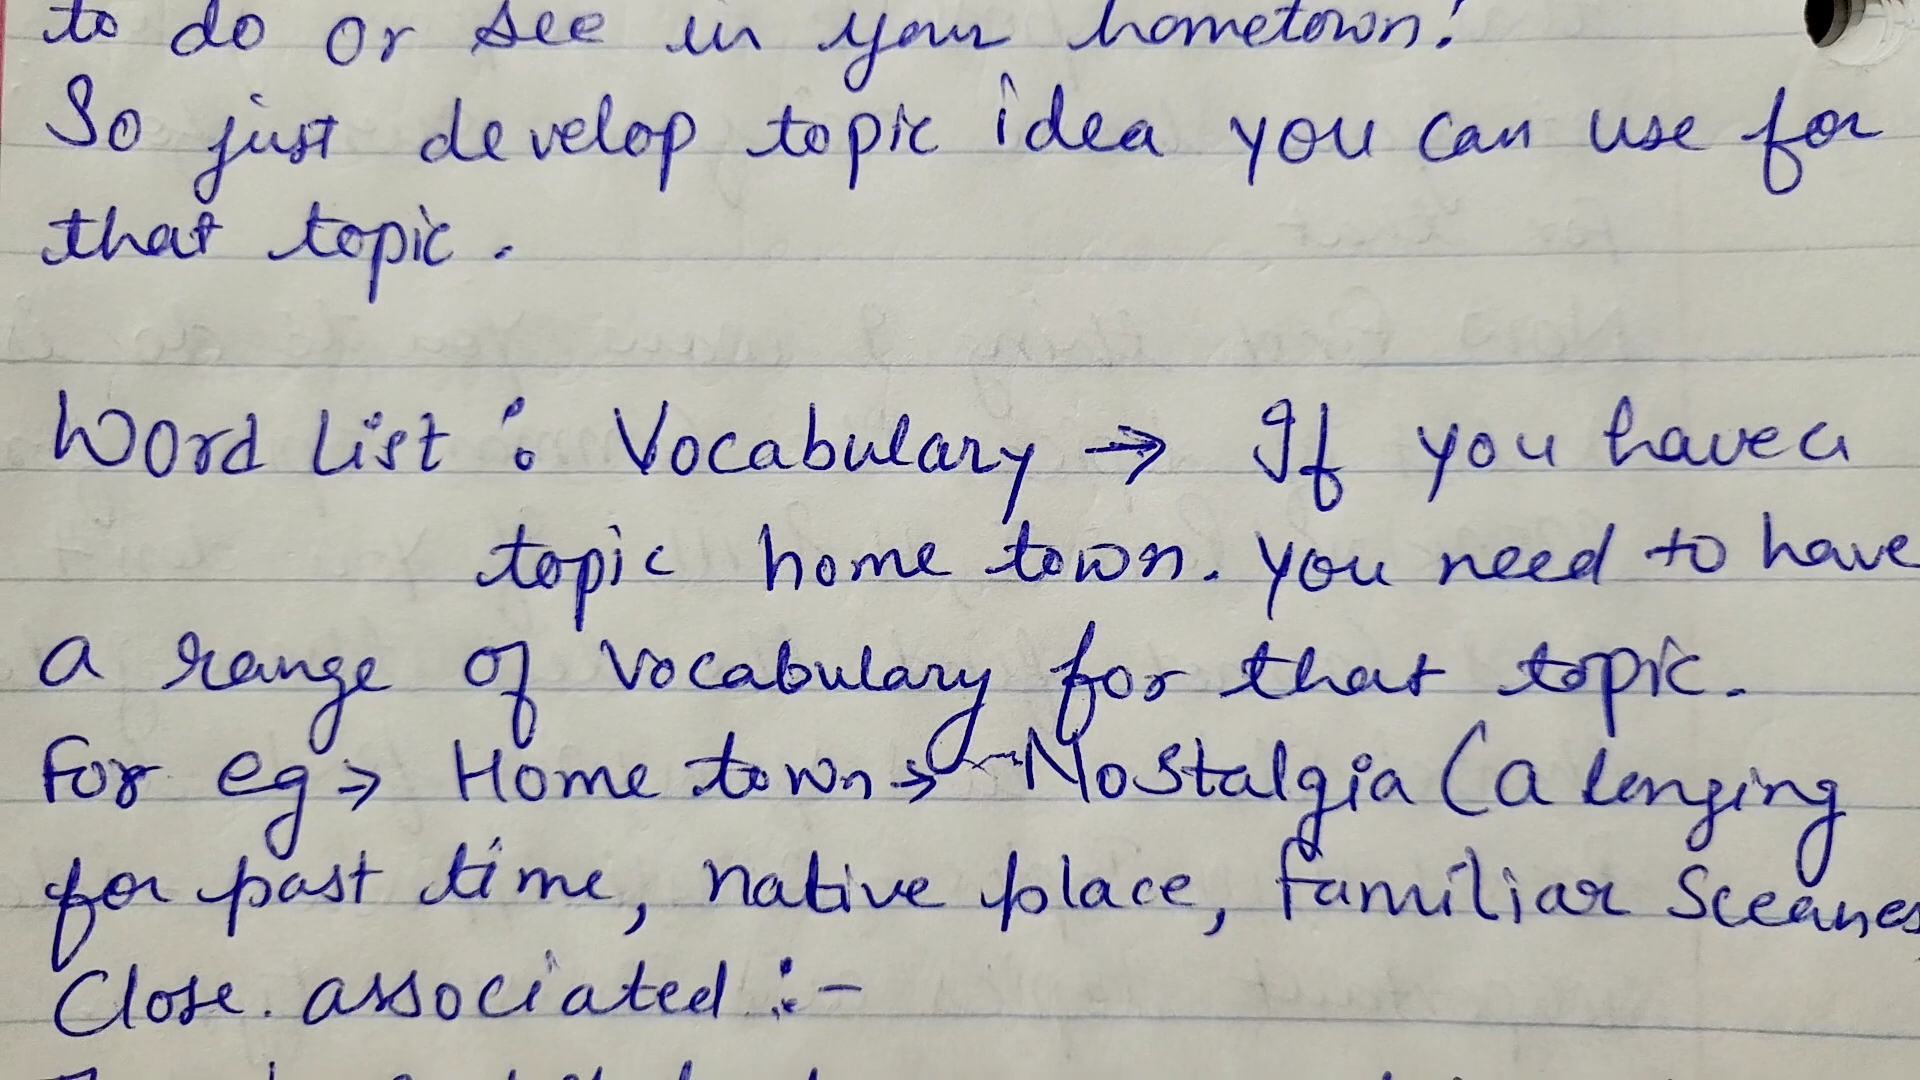 to do or see in your hometown?
So just develop topic idea you can use for
that topic.
Word List : Vocabulary → If you have a
topic home town. You need to have
a range of vocabulary for that topic.
For eg → Home town → Nostalgia (a longing
for past time, native place, familiar Sceanes
Close. associated :-